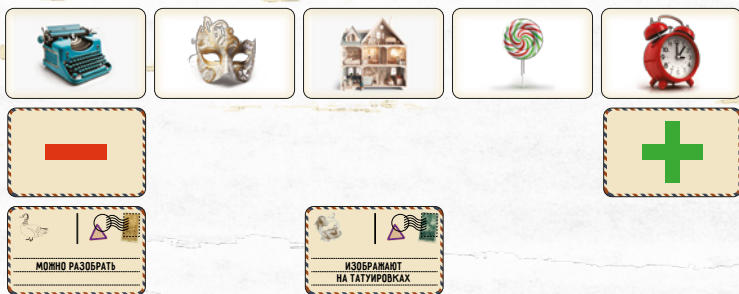 МОЖНО РАЗОБРАТЬ
ИЗОБРАЖАЮТ
НА ТАТУИРОВКАХ